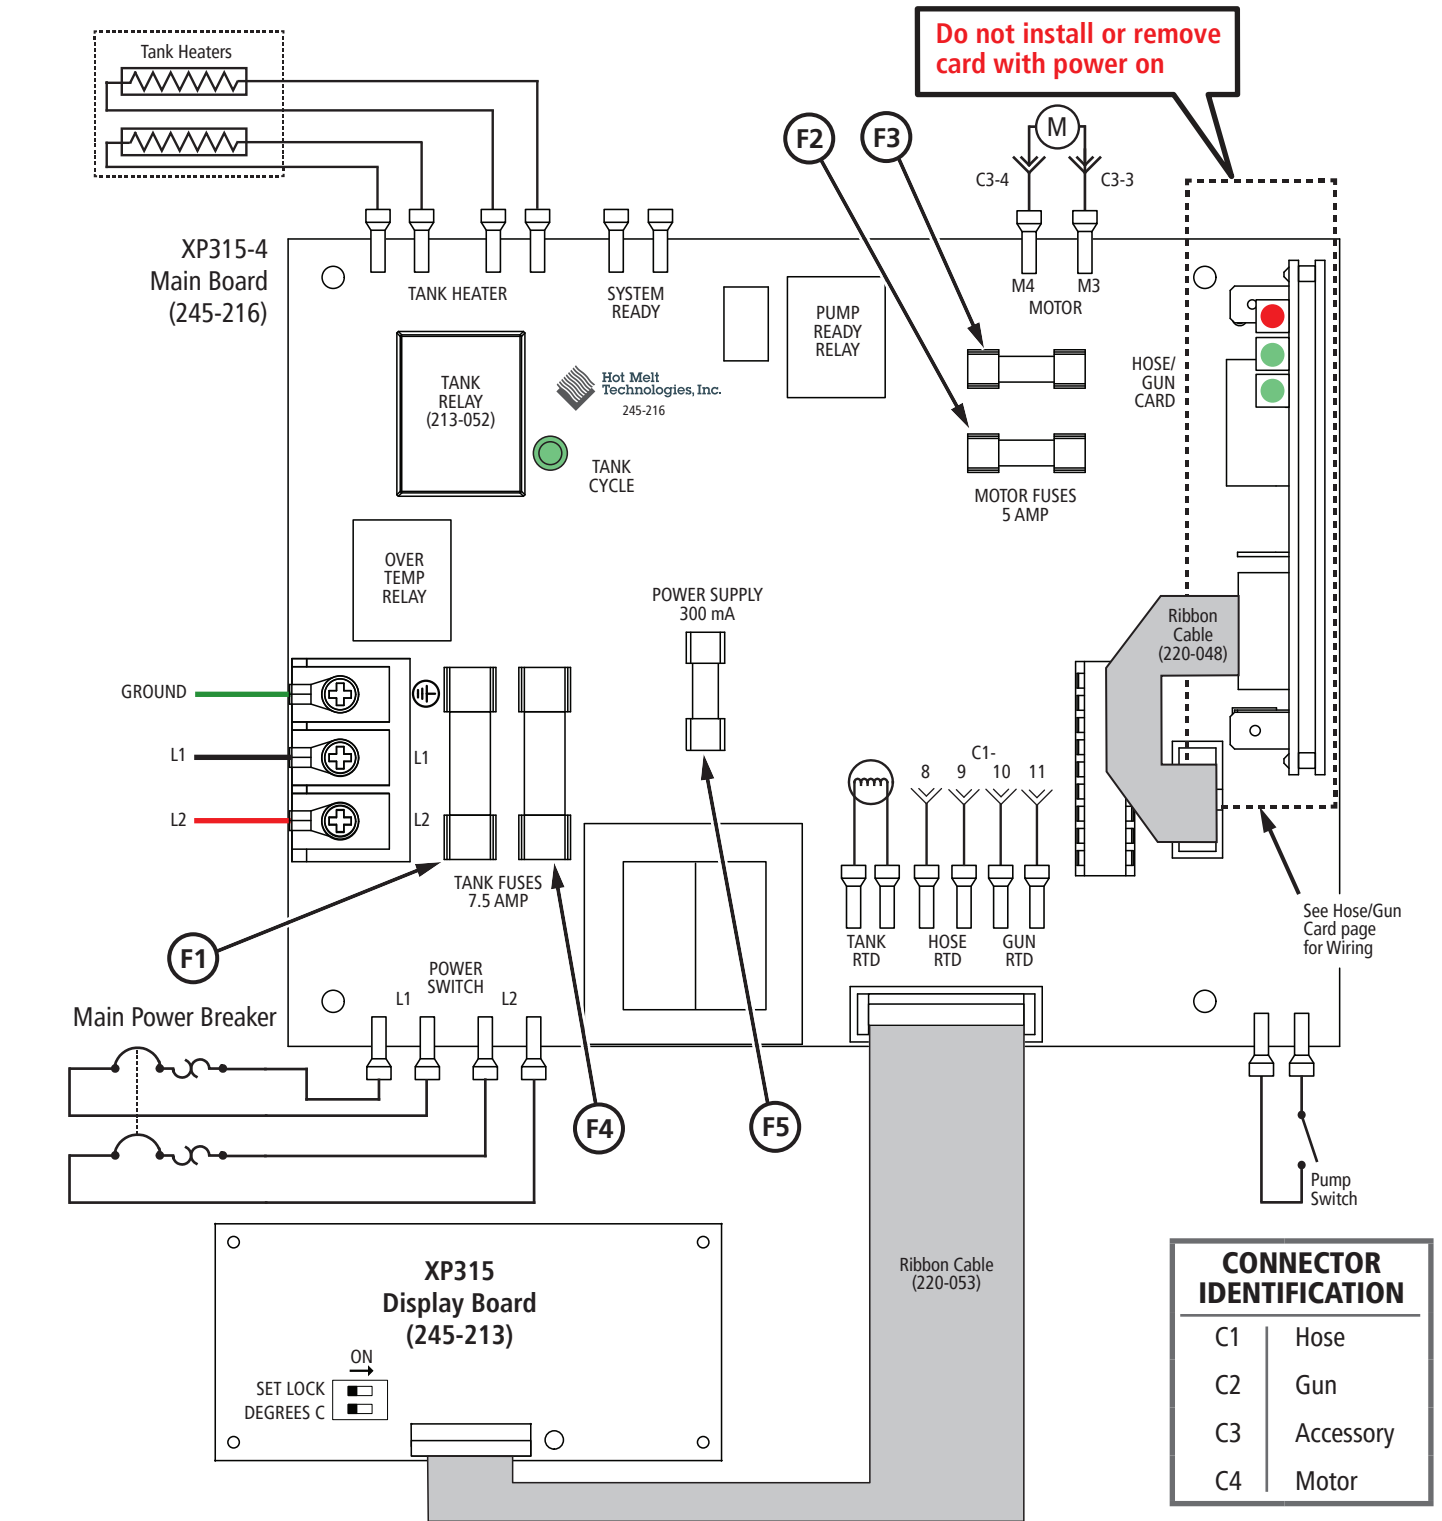 Tank Heaters
Do not install or remove
card with power on
F2
F3
M
C3-4
C3-3
XP315-4
Main Board
(245-216)
TANK HEATER
SYSTEM
READY
M4
M3
MOTOR
PUMP
READY
RELAY
HOSE/
GUN
CARD
TANK
RELAY
(213-052)
Hot Melt
Technologies, Inc.
245-216
TANK
CYCLE
MOTOR FUSES
5 AMP
OVER
TEMP
RELAY
POWER SUPPLY
300 mA
Ribbon
Cable
(220-048)
GROUND
L1
L1
L2
L2
C1-
8
9
10
11
TANK FUSES
7.5 AMP
See Hose/Gun
Card page
for Wiring
TANK
RTD
HOSE
RTD
GUN
RTD
F1
POWER
SWITCH
L1
L2
Main Power Breaker
F4
F5
Pump
Switch
XP315
Display Board
(245-213)
ON
SET LOCK
DEGREES C
Ribbon Cable
(220-053)
CONNECTOR
IDENTIFICATION
C1 Hose
C2 Gun
C3 Accessory
C4 Motor